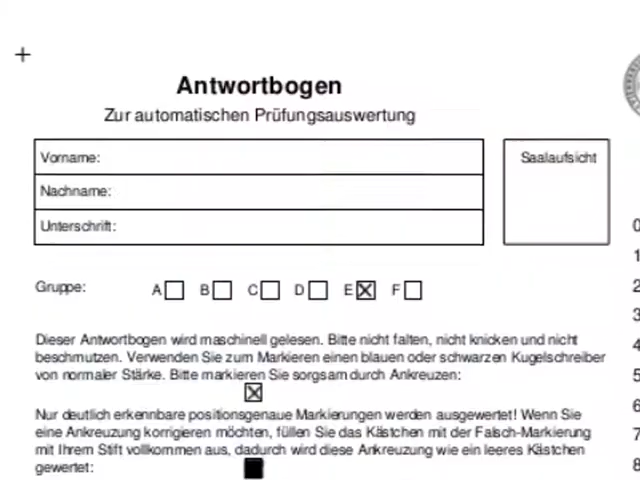 Antwortbogen
Zur automatischen Prüfungsauswertung
Vorname:
Saalaufsicht
Nachname:
Unterschrift:
0
1
Gruppe: A B C D E F
2
3
Dieser Antwortbogen wird maschinell gelesen. Bitte nicht falten, nicht knicken und nicht
4
beschmutzen. Verwenden Sie zum Markieren einen blauen oder schwarzen Kugelschreiber
von normaler Stärke. Bitte markieren Sie sorgsam durch Ankreuzen:
5
6
Nur deutlich erkennbare positionsgenaue Markierungen werden ausgewertet! Wenn Sie
eine Ankreuzung korrigieren möchten, füllen Sie das Kästchen mit der Falsch-Markierung
7
mit Ihrem Stift vollkommen aus, dadurch wird diese Ankreuzung wie ein leeres Kästchen
gewertet:
8